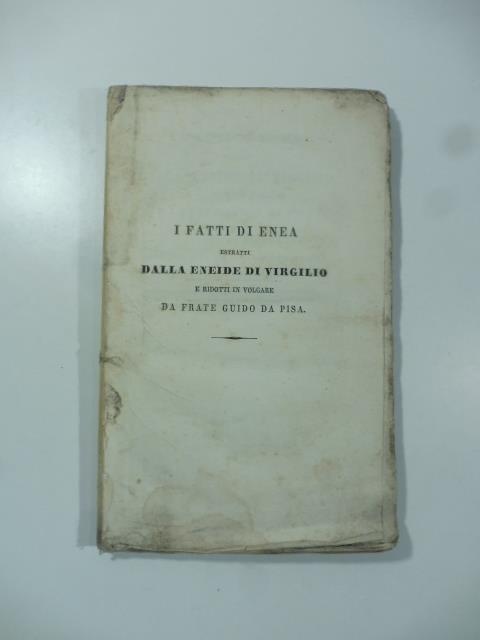 I FATTI DI ENEA
ESTRATTI
DALLA ENEIDE DI VIRGILIO
E RIDOTTI IN VOLGARE
DA FRATE GUIDO DA PISA.